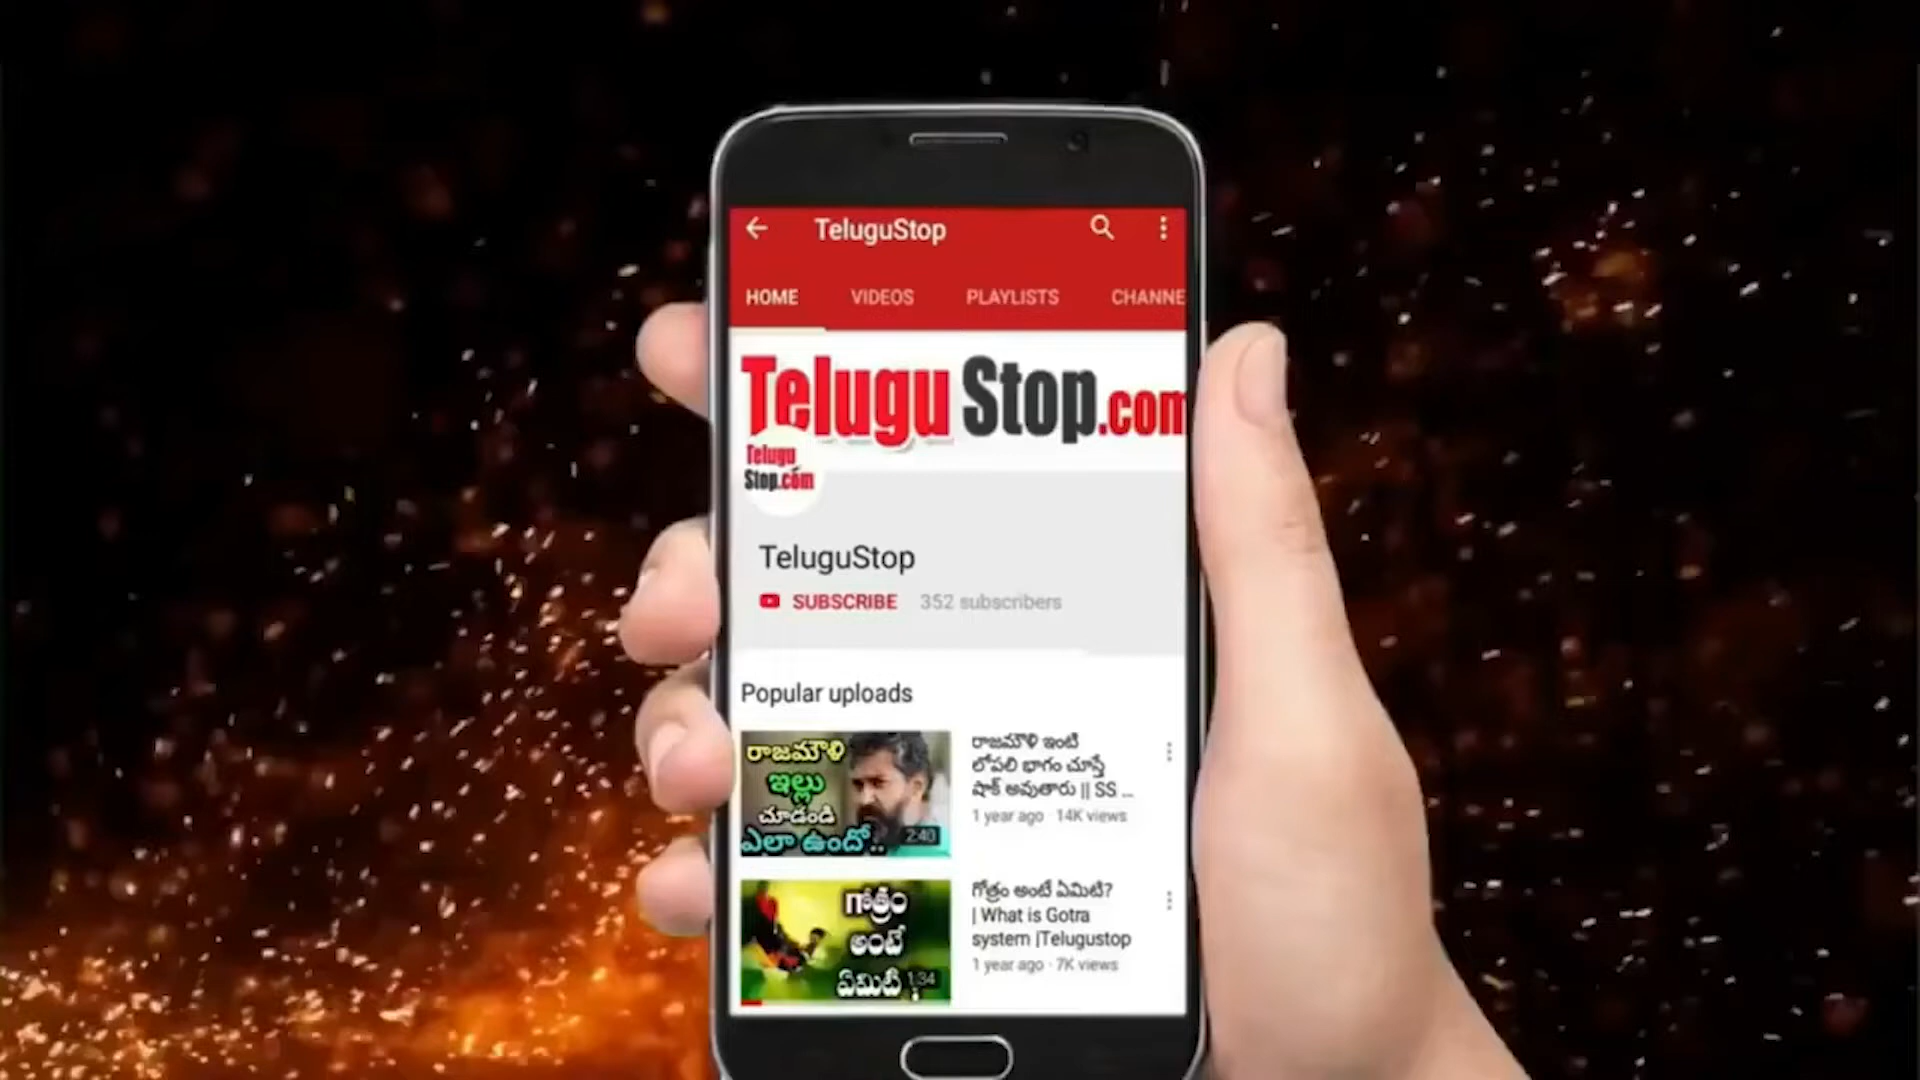 TeluguStop
HOME VIDEOS PLAYLISTS CHANNE
Telugu Stop.com
Telugu
Stop.com
TeluguStop
SUBSCRIBE 352 subscribers
Popular uploads
రాజమౌళి
ఇల్లు
చూడండి
ఎలా ఉందో..
2:40
రాజమౌళి ఇంటి
లోపలి భాగం చూస్తే
షాక్ అవుతారు || SS ...
1 year ago · 14K views
గోత్రం
అంటే
ఏమిటి ?
1:34
గోత్రం అంటే ఏమిటి?
| What is Gotra
system |Telugustop
1 year ago · 7K views